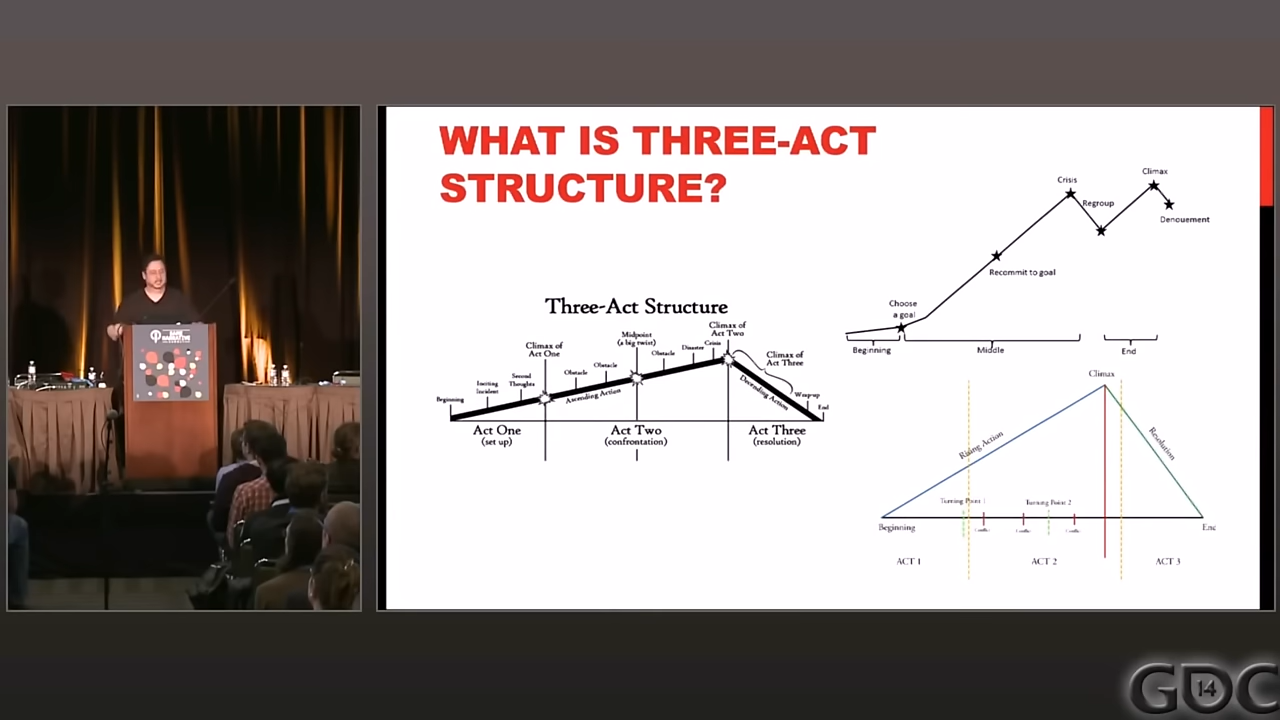 WHAT IS THREE-ACT
STRUCTURE?
Three-Act Structure
Climax of
Act Two
Midpoint
(a big twist)
Climax of
Act One
Obstacle
Disaster
Crisis
Climax of
Act Three
Obstacle
Obstacle
Second
Thoughts
Inciting
Incident
Beginning
Ascending Action
Descending Action
Wrap-up
End
Act One
(set up)
Act Two
(confrontation)
Act Three
(resolution)
Climax
Crisis
Regroup
Denouement
Recommit to goal
Choose
a goal
Beginning
Middle
End
Climax
Rising Action
Resolution
Turning Point 1
Turning Point 2
Beginning
End
ACT 1
ACT 2
ACT 3
GAME
NARRATIVE
GDC
14